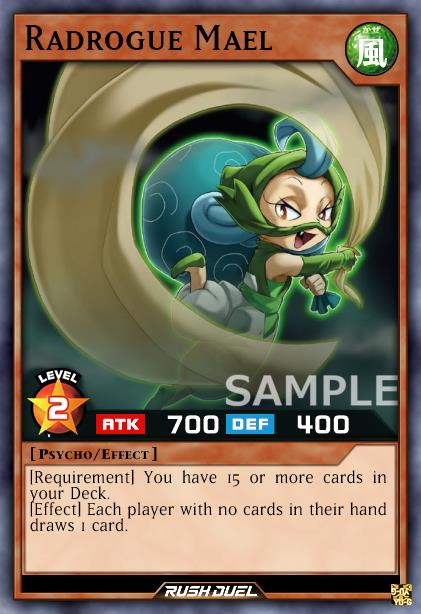 Radrogue Mael
かぜ
風
SAMPLE
LEVEL
2
ATK 700 DEF 400
[Psycho/Effect]
[Requirement] You have 15 or more cards in
your Deck.
[Effect] Each player with no cards in their hand
draws 1 card.
RUSH DUEL